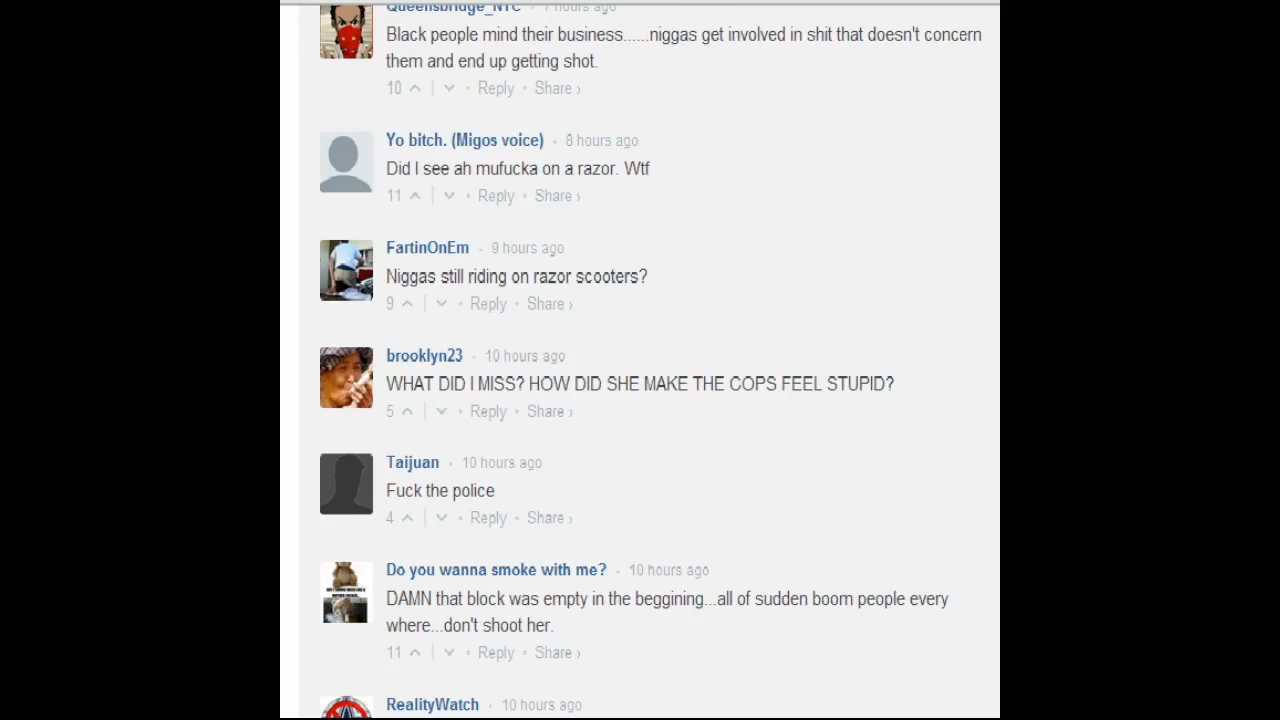 Queensbridge_NYC • 7 hours ago
Black people mind their business......niggas get involved in shit that doesn't concern
them and end up getting shot.
10 • Reply • Share ›
Yo bitch. (Migos voice) • 8 hours ago
Did I see ah mufucka on a razor. Wtf
11 • Reply • Share ›
FartinOnEm • 9 hours ago
Niggas still riding on razor scooters?
9 • Reply • Share ›
brooklyn23 • 10 hours ago
WHAT DID I MISS? HOW DID SHE MAKE THE COPS FEEL STUPID?
5 • Reply • Share ›
Taijuan • 10 hours ago
Fuck the police
4 • Reply • Share ›
Do you wanna smoke with me? • 10 hours ago
DAMN that block was empty in the beggining...all of sudden boom people every
where...don't shoot her.
11 • Reply • Share ›
RealityWatch • 10 hours ago